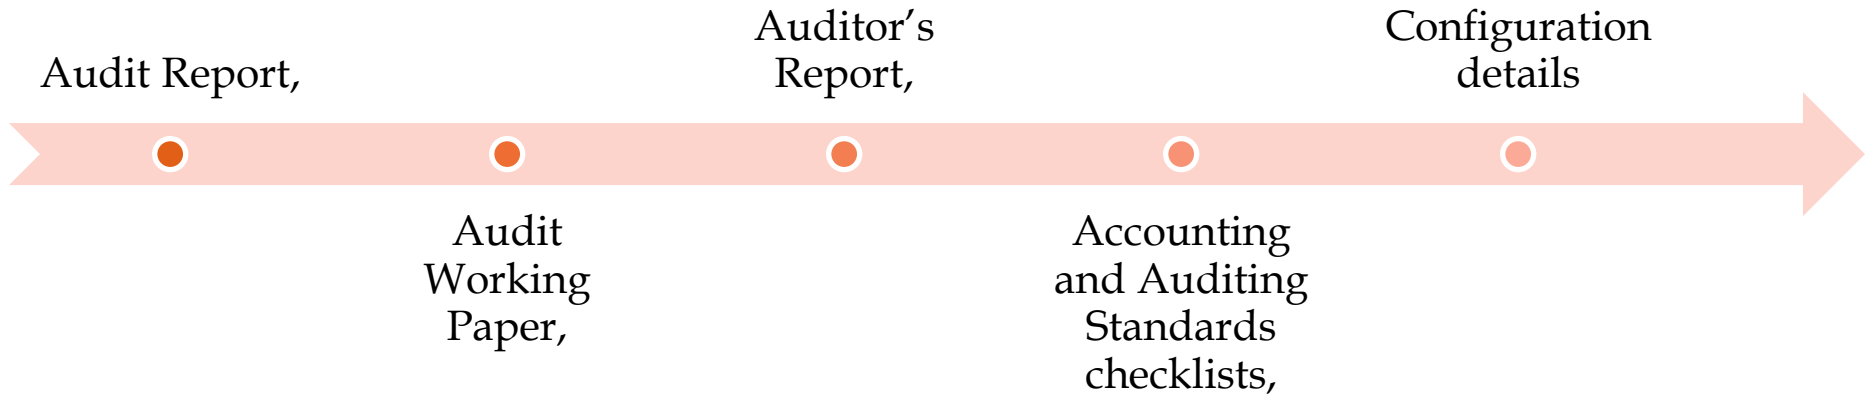 Audit Report,
Audit
Working
Paper,
Auditor’s
Report,
Accounting
and Auditing
Standards
checklists,
Configuration
details